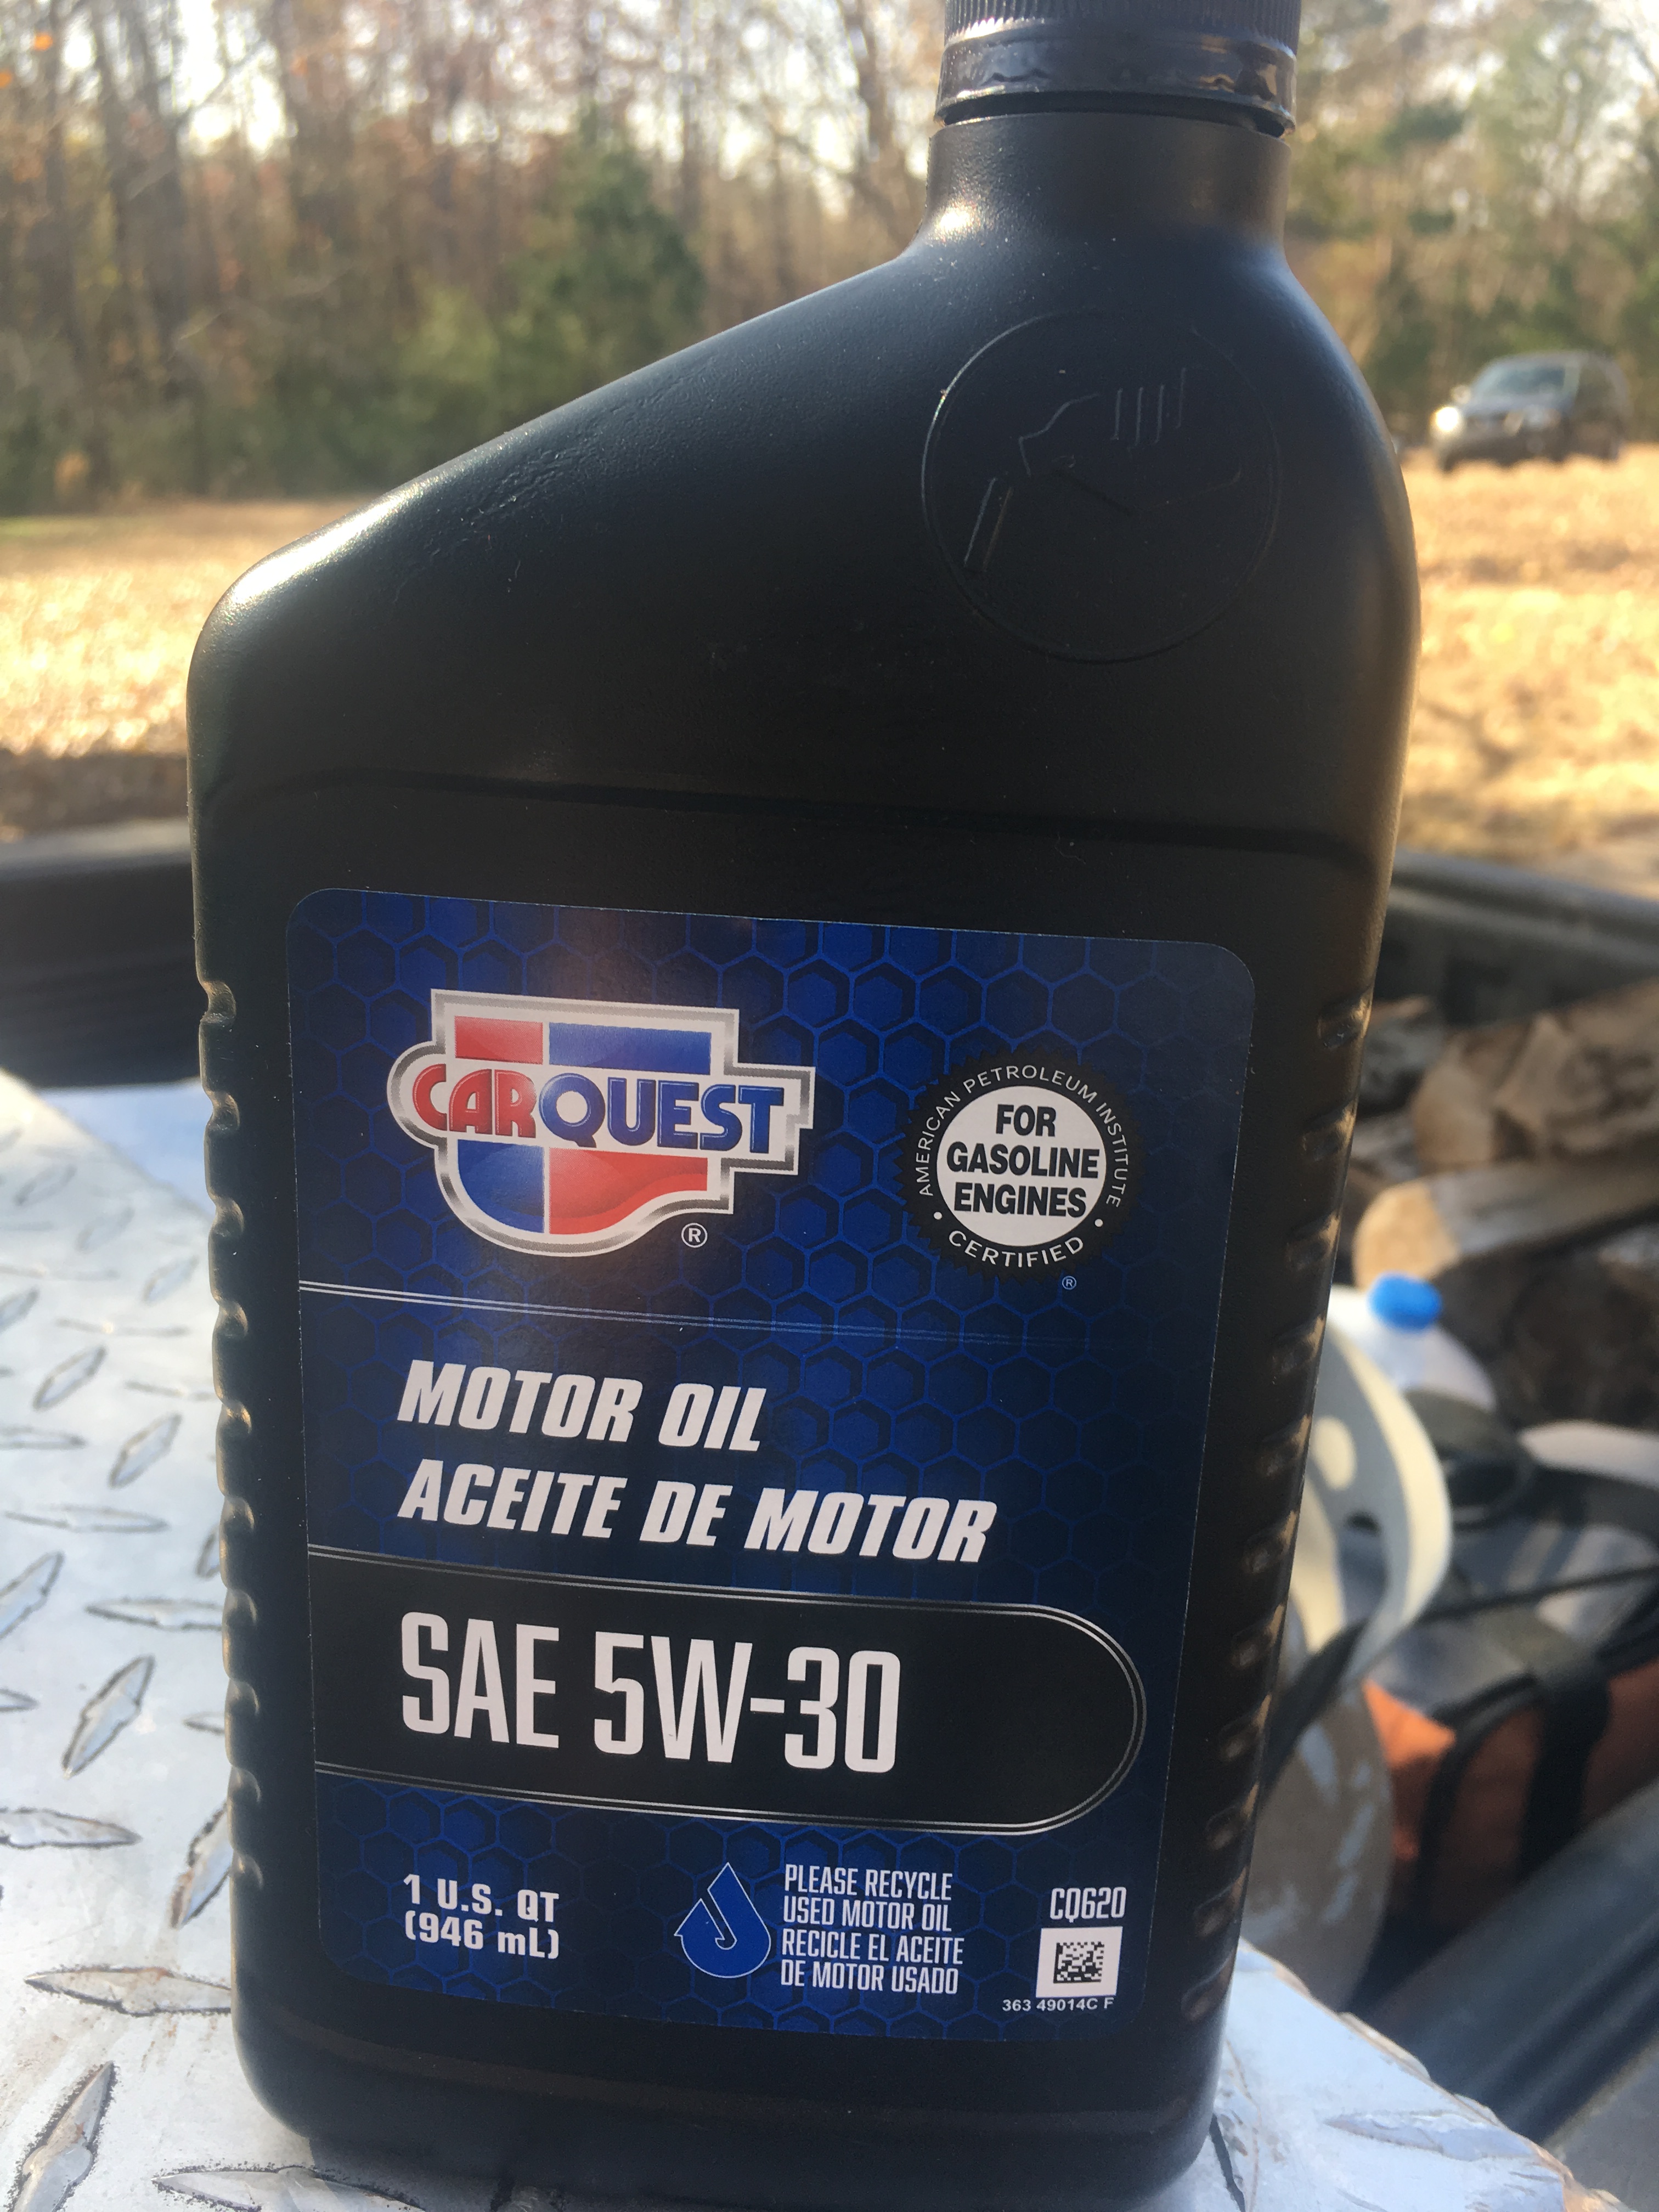 CARQUEST
®
AMERICAN PETROLEUM INSTITUTE
FOR
GASOLINE
ENGINES
• CERTIFIED •
®
MOTOR OIL
ACEITE DE MOTOR
SAE 5W-30
1 U.S. QT
(946 mL)
PLEASE RECYCLE
USED MOTOR OIL
RECICLE EL ACEITE
DE MOTOR USADO
CQ620
363 49014C F